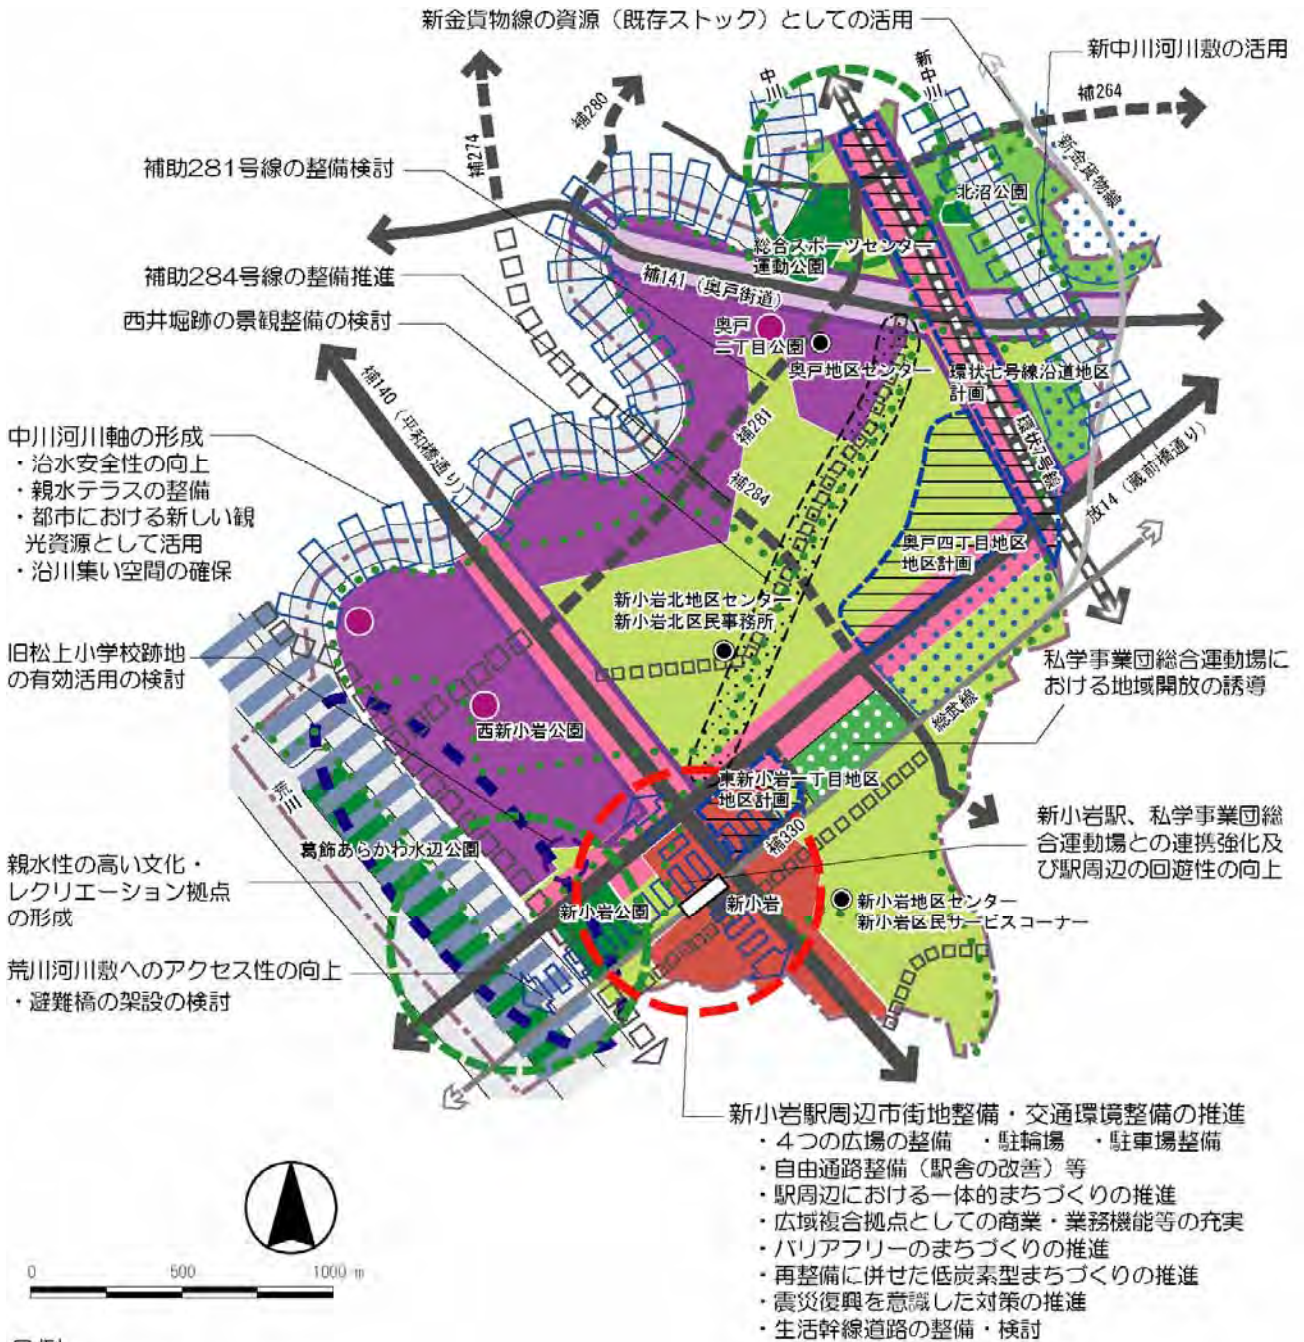 新金貨物線の資源（既存ストック）としての活用
新中川河川敷の活用
中川
新中川
補264
補280
補274
新金貨物線
補助281号線の整備検討
北沼公園
総合スポーツセンター
運動公園
補141（奥戸街道）
補助284号線の整備推進
西井堀跡の景観整備の検討
奥戸
二丁目公園
奥戸地区センター
環状七号線沿道地区
計画
環状7号線
補140（平和橋通り）
補281
補284
放14（蔵前橋通り）
中川河川軸の形成
・治水安全性の向上
・親水テラスの整備
・都市における新しい観
光資源として活用
・沿川集い空間の確保
奥戸四丁目地区
地区計画
新小岩北地区センター
新小岩北区民事務所
旧松上小学校跡地
の有効活用の検討
私学事業団総合運動場に
おける地域開放の誘導
総武線
西新小岩公園
東新小岩一丁目地区
地区計画
荒川
補330
新小岩駅、私学事業団総
合運動場との連携強化及
び駅周辺の回遊性の向上
葛飾あらかわ水辺公園
親水性の高い文化・
レクリエーション拠点
の形成
新小岩公園
新小岩
新小岩地区センター
新小岩区民サービスコーナー
荒川河川敷へのアクセス性の向上
・避難橋の架設の検討
新小岩駅周辺市街地整備・交通環境整備の推進
・4つの広場の整備　・駐輪場　・駐車場整備
・自由通路整備（駅舎の改善）等
・駅周辺における一体的まちづくりの推進
・広域複合拠点としての商業・業務機能等の充実
・バリアフリーのまちづくりの推進
・再整備に併せた低炭素型まちづくりの推進
・震災復興を意識した対策の推進
・生活幹線道路の整備・検討
0 500 1000 m